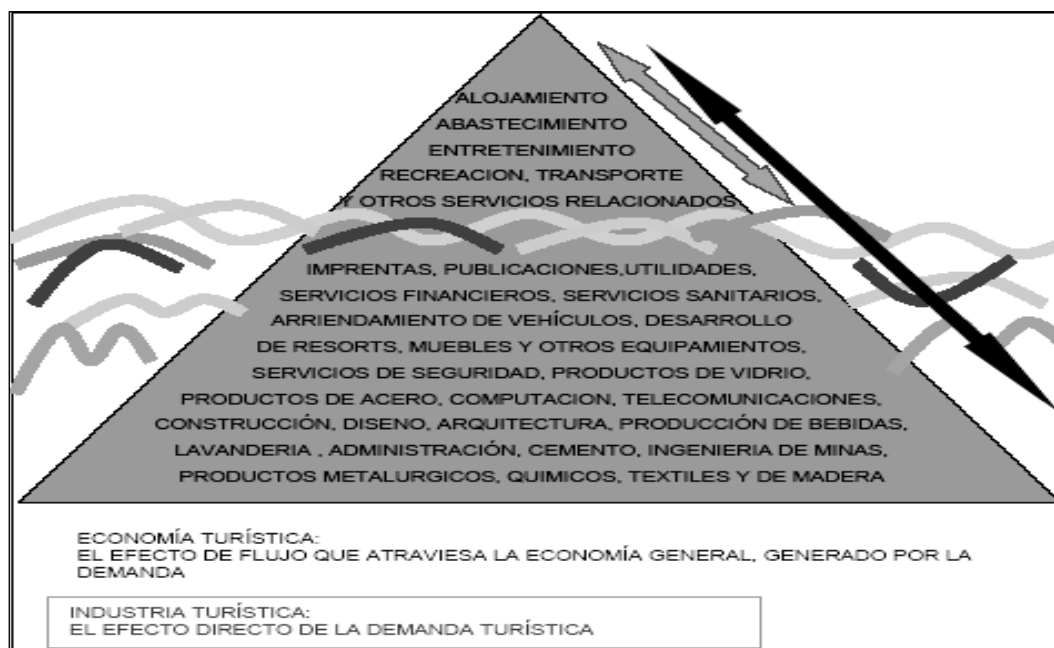 ALOJAMIENTO
ABASTECIMIENTO
ENTRETENIMIENTO
RECREACION, TRANSPORTE
Y OTROS SERVICIOS RELACIONADOS
IMPRENTAS, PUBLICACIONES,UTILIDADES,
SERVICIOS FINANCIEROS, SERVICIOS SANITARIOS,
ARRIENDAMIENTO DE VEHÍCULOS, DESARROLLO
DE RESORTS, MUEBLES Y OTROS EQUIPAMIENTOS,
SERVICIOS DE SEGURIDAD, PRODUCTOS DE VIDRIO,
PRODUCTOS DE ACERO, COMPUTACION, TELECOMUNICACIONES,
CONSTRUCCIÓN, DISENO, ARQUITECTURA, PRODUCCIÓN DE BEBIDAS,
LAVANDERIA , ADMINISTRACIÓN, CEMENTO, INGENIERIA DE MINAS,
PRODUCTOS METALURGICOS, QUIMICOS, TEXTILES Y DE MADERA
ECONOMÍA TURÍSTICA:
EL EFECTO DE FLUJO QUE ATRAVIESA LA ECONOMÍA GENERAL, GENERADO POR LA
DEMANDA
INDUSTRIA TURÍSTICA:
EL EFECTO DIRECTO DE LA DEMANDA TURÍSTICA